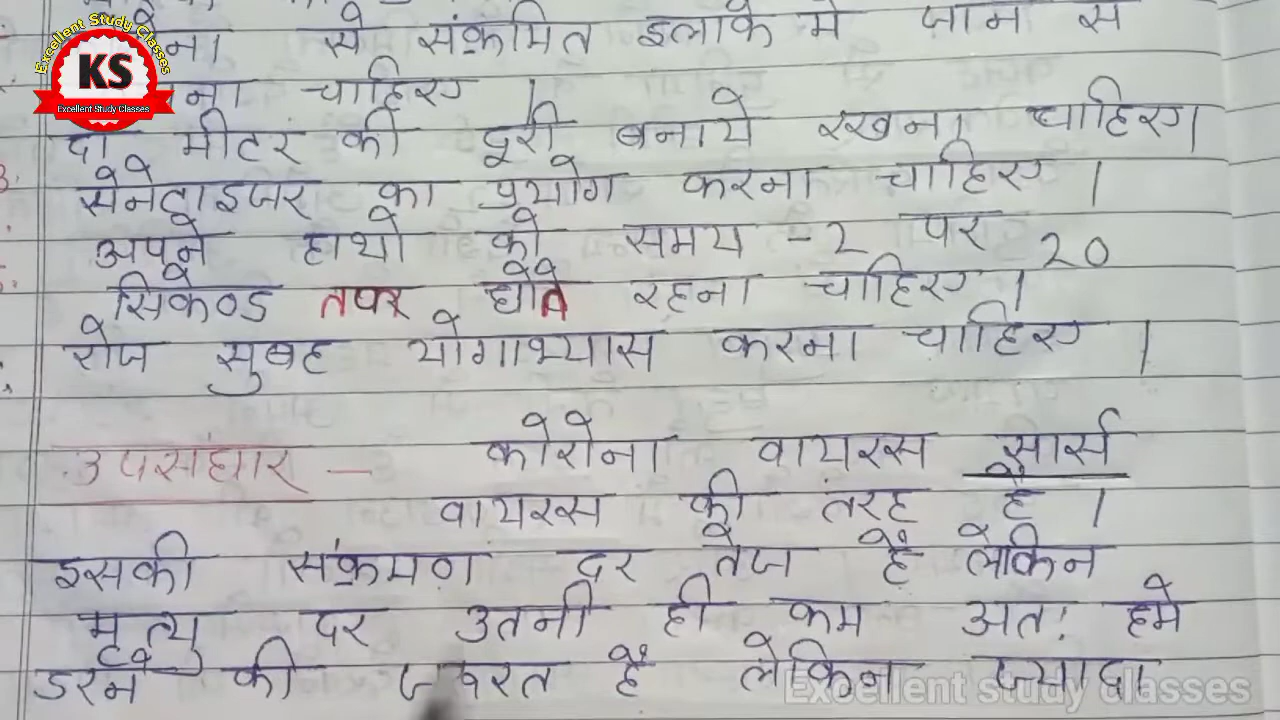 Excellent Study Classes
KS
Excellent Study Classes
से संक्रमित इलाके मे जाने से
ना चाहिए ।
दो मीटर की दूरी बनाये रखना चाहिए।
3.
सेनेटाइजर का प्रयोग करना चाहिए ।
अपने हाथो को समय -2 पर 20
सिकेण्ड तक धोते रहना चाहिए ।
रोज सुबह योगाभ्यास करना चाहिए ।
उपसंघार — कोरोना वायरस सार्स
वायरस की तरह है ।
इसकी संक्रमण दर तेज है लेकिन
मृत्यु दर उतनी ही कम अतः हमे
डरने की जरूरत है लेकिन ज्यादा
Excellent study classes